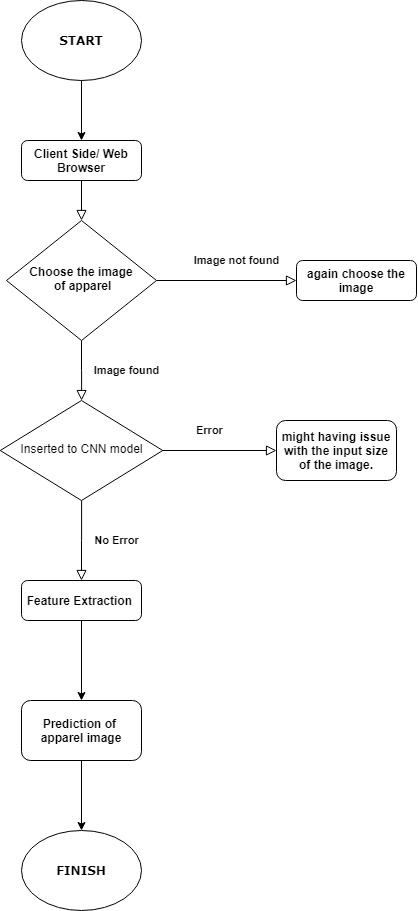 START
Client Side/ Web
Browser
Choose the image
of apparel
Image not found
again choose the
image
Image found
Inserted to CNN model
Error
might having issue
with the input size
of the image.
No Error
Feature Extraction
Prediction of
apparel image
FINISH